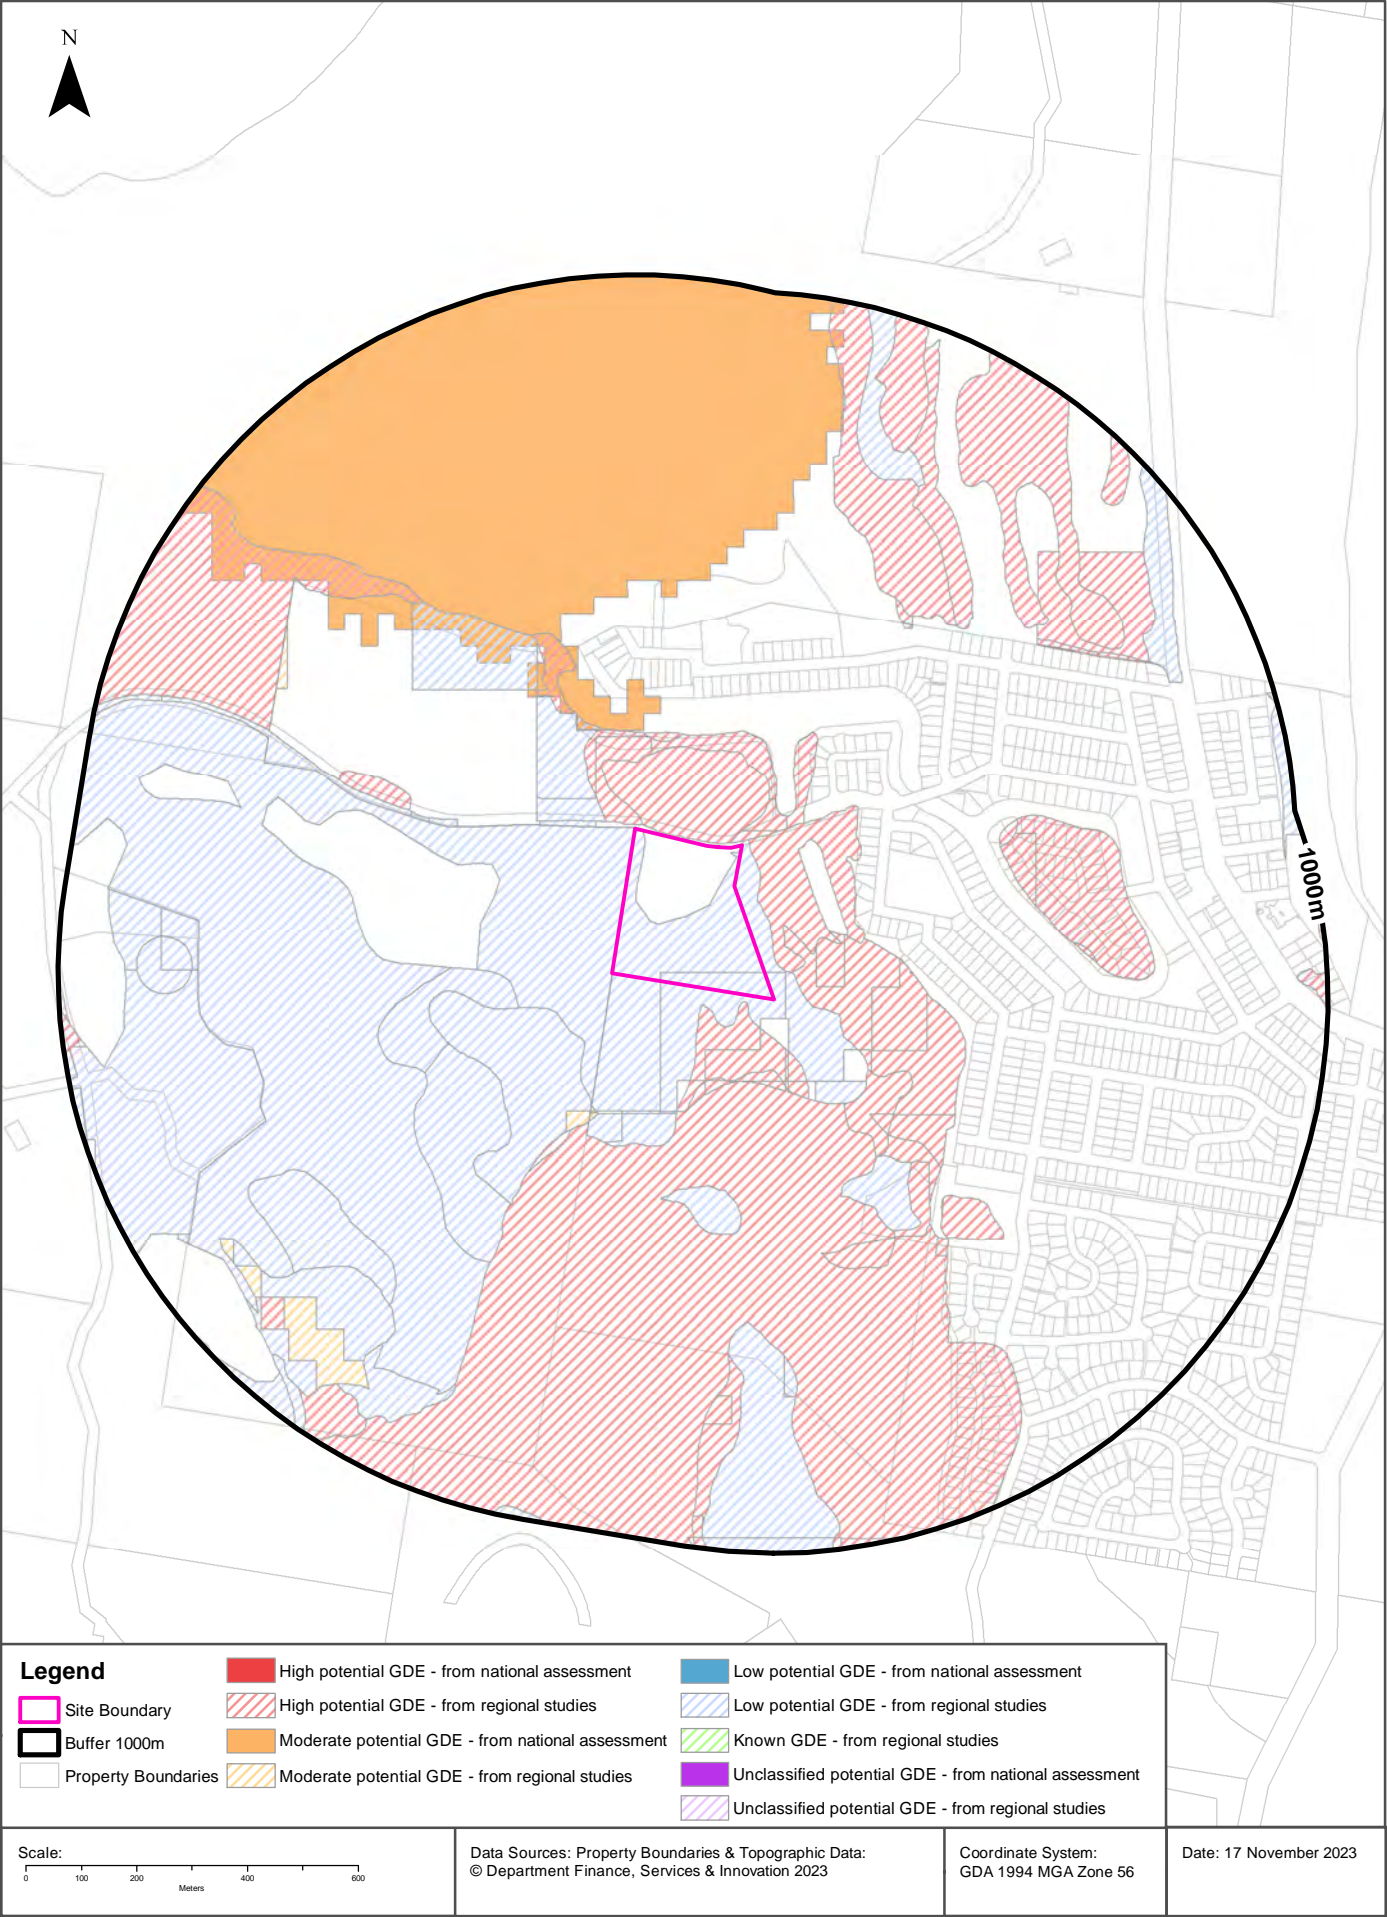 N
1000m
Legend
Site Boundary
Buffer 1000m
Property Boundaries
High potential GDE - from national assessment
High potential GDE - from regional studies
Moderate potential GDE - from national assessment
Moderate potential GDE - from regional studies
Low potential GDE - from national assessment
Low potential GDE - from regional studies
Known GDE - from regional studies
Unclassified potential GDE - from national assessment
Unclassified potential GDE - from regional studies
Scale:
0 100 200 400 600
Meters
Data Sources: Property Boundaries & Topographic Data:
© Department Finance, Services & Innovation 2023
Coordinate System:
GDA 1994 MGA Zone 56
Date: 17 November 2023